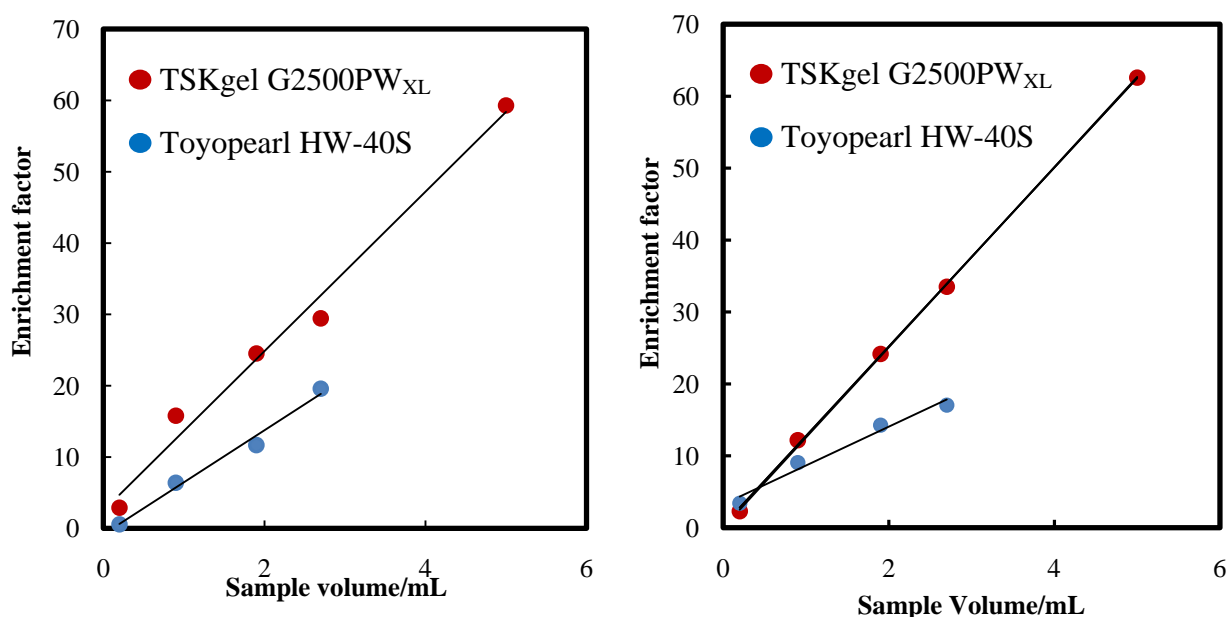 70
60
50
40
30
20
10
0
Enrichment factor
TSKgel G2500PWXL
Toyopearl HW-40S
0 2 4 6
Sample volume/mL
70
60
50
40
30
20
10
0
Enrichment factor
TSKgel G2500PWXL
Toyopearl HW-40S
0 2 4 6
Sample Volume/mL